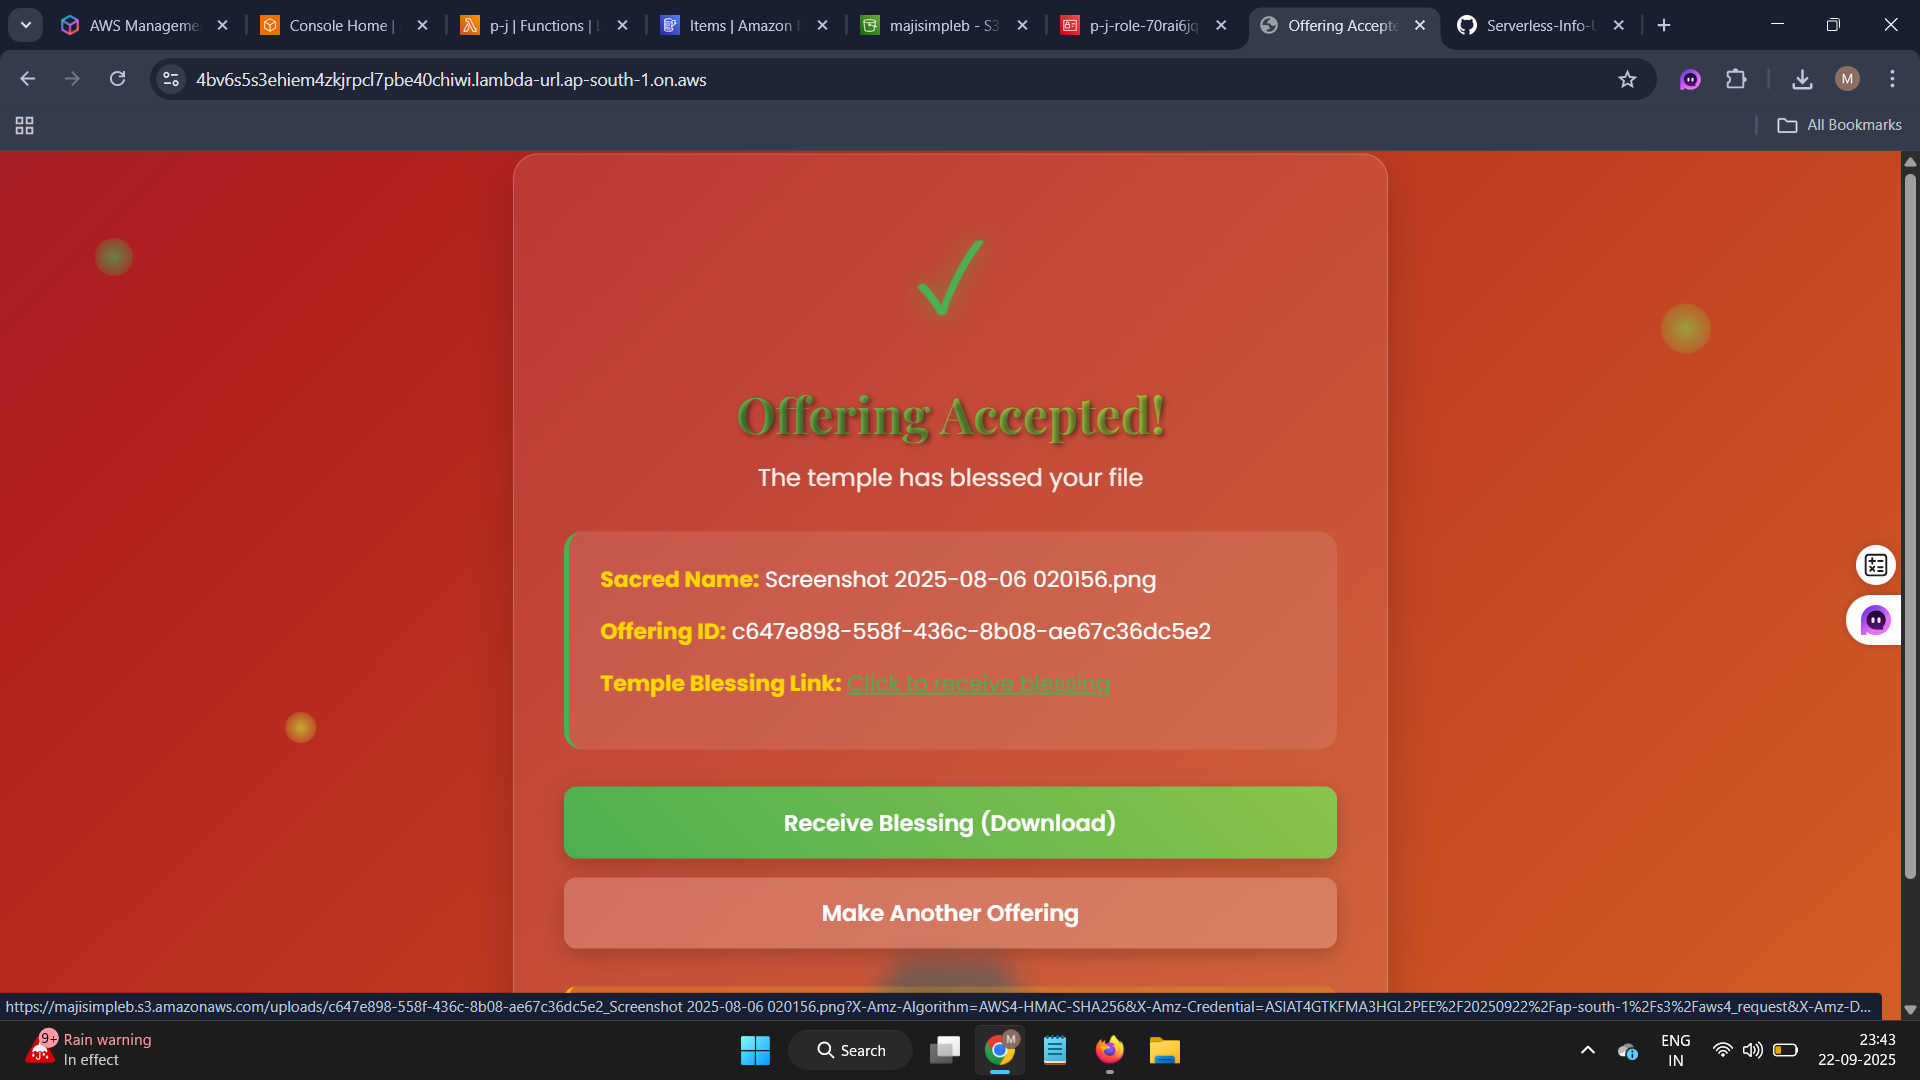 AWS Manageme
Console Home |
p-j | Functions |
Items | Amazon
majisimpleb - S3
p-j-role-70rai6jq
Offering Accepte
Serverless-Info-U
4bv6s5s3ehiem4zkjrpcl7pbe40chiwi.lambda-url.ap-south-1.on.aws
M
All Bookmarks
Offering Accepted!
The temple has blessed your file
Sacred Name: Screenshot 2025-08-06 020156.png
Offering ID: c647e898-558f-436c-8b08-ae67c36dc5e2
Temple Blessing Link: Click to receive blessing
Receive Blessing (Download)
Make Another Offering
https://majisimpleb.s3.amazonaws.com/uploads/c647e898-558f-436c-8b08-ae67c36dc5e2_Screenshot 2025-08-06 020156.png?X-Amz-Algorithm=AWS4-HMAC-SHA256&X-Amz-Credential=ASIAT4GTKFMA3HGL2PEE%2F20250922%2Fap-south-1%2Fs3%2Faws4_request&X-Amz-D...
9+
Rain warning
In effect
Search
M
ENG
IN
23:43
22-09-2025